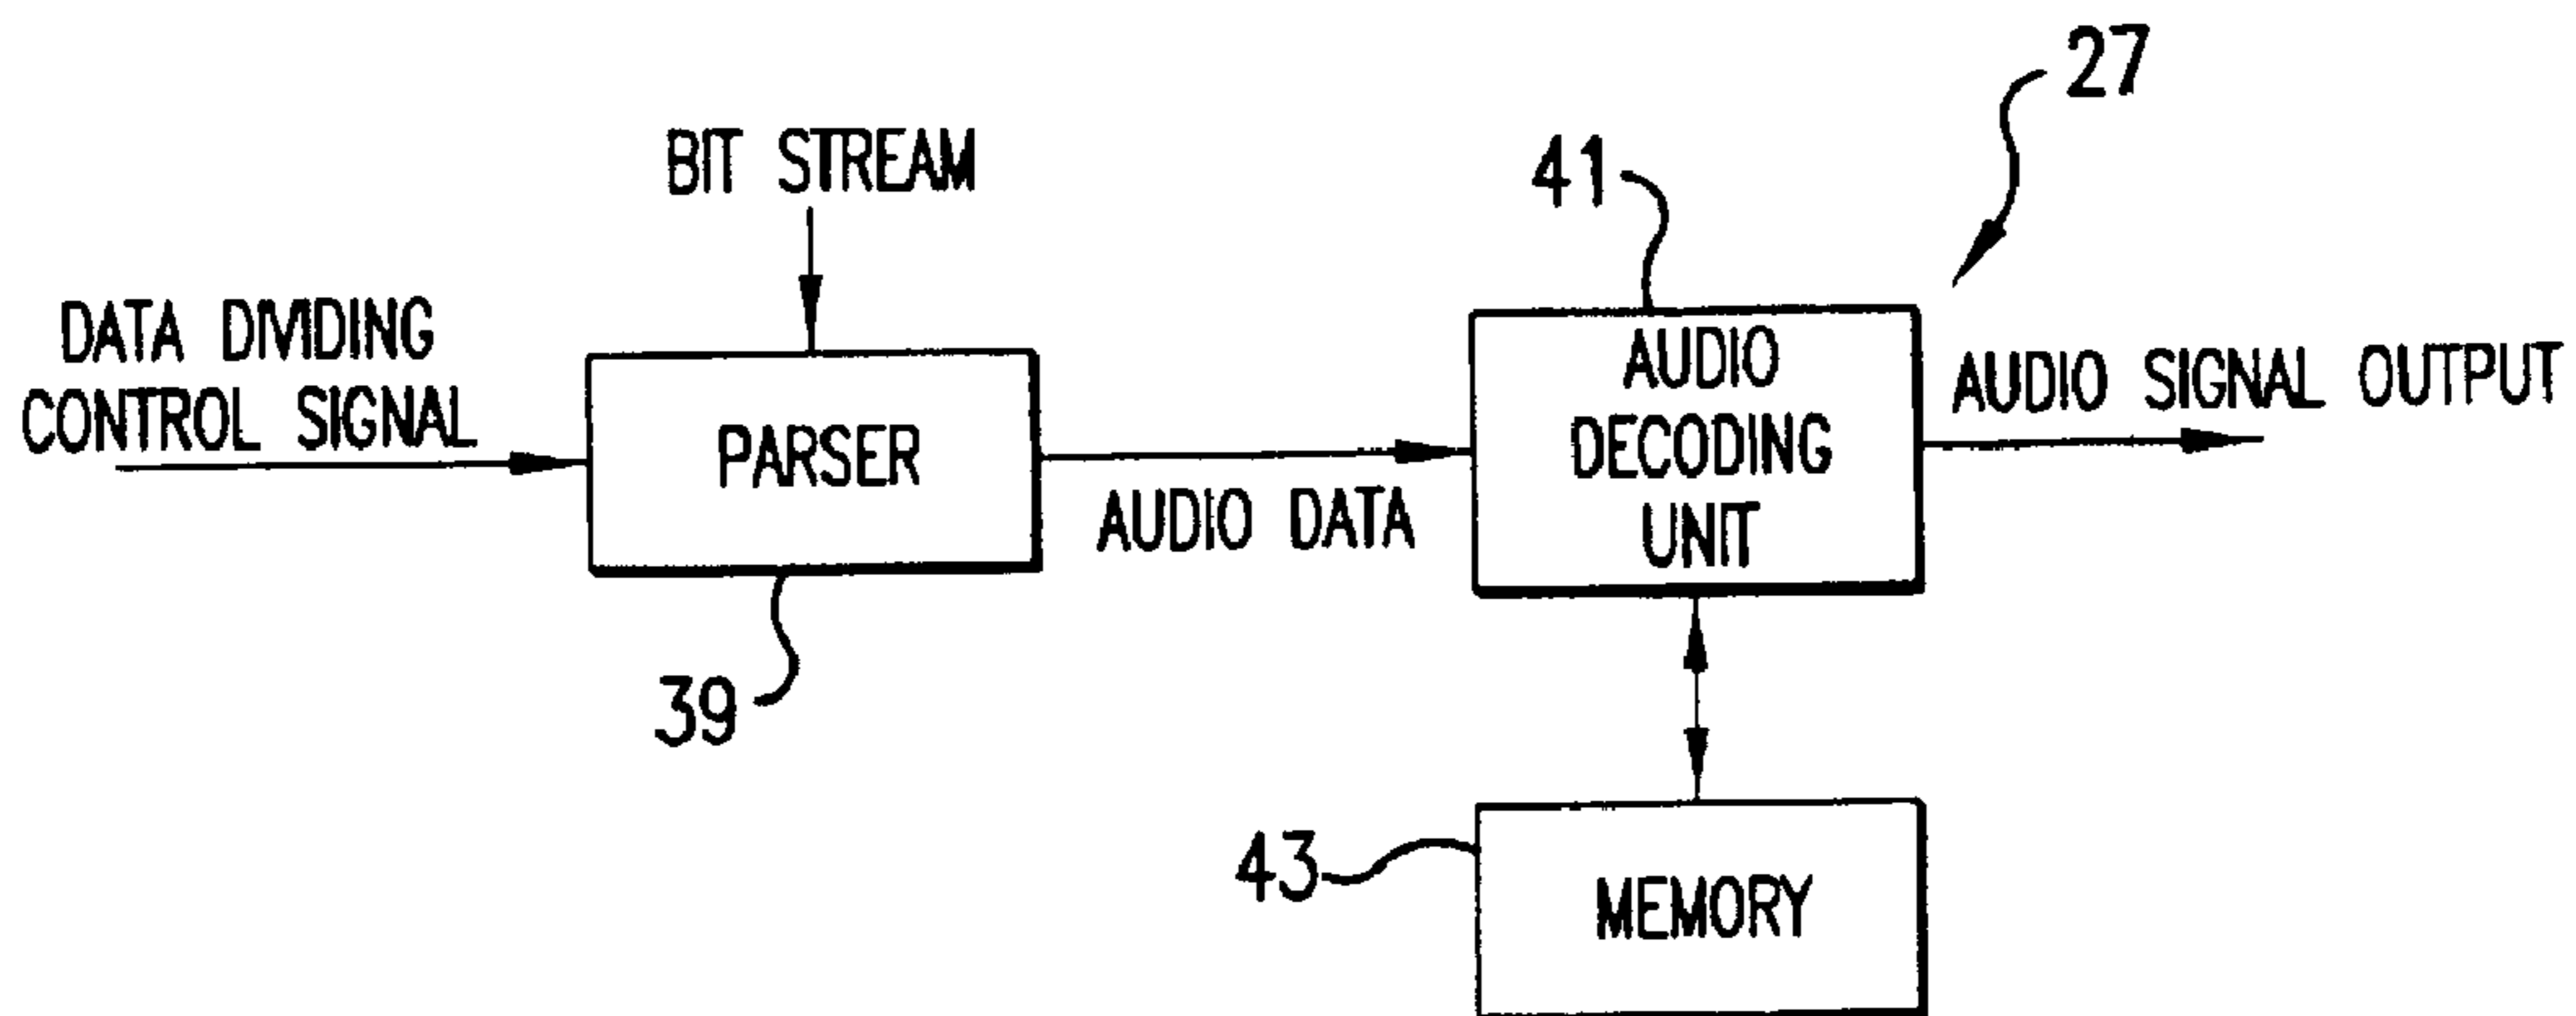 27
BIT STREAM
41
DATA DIVIDING
CONTROL SIGNAL
PARSER
AUDIO DATA
AUDIO
DECODING
UNIT
AUDIO SIGNAL OUTPUT
39
43
MEMORY